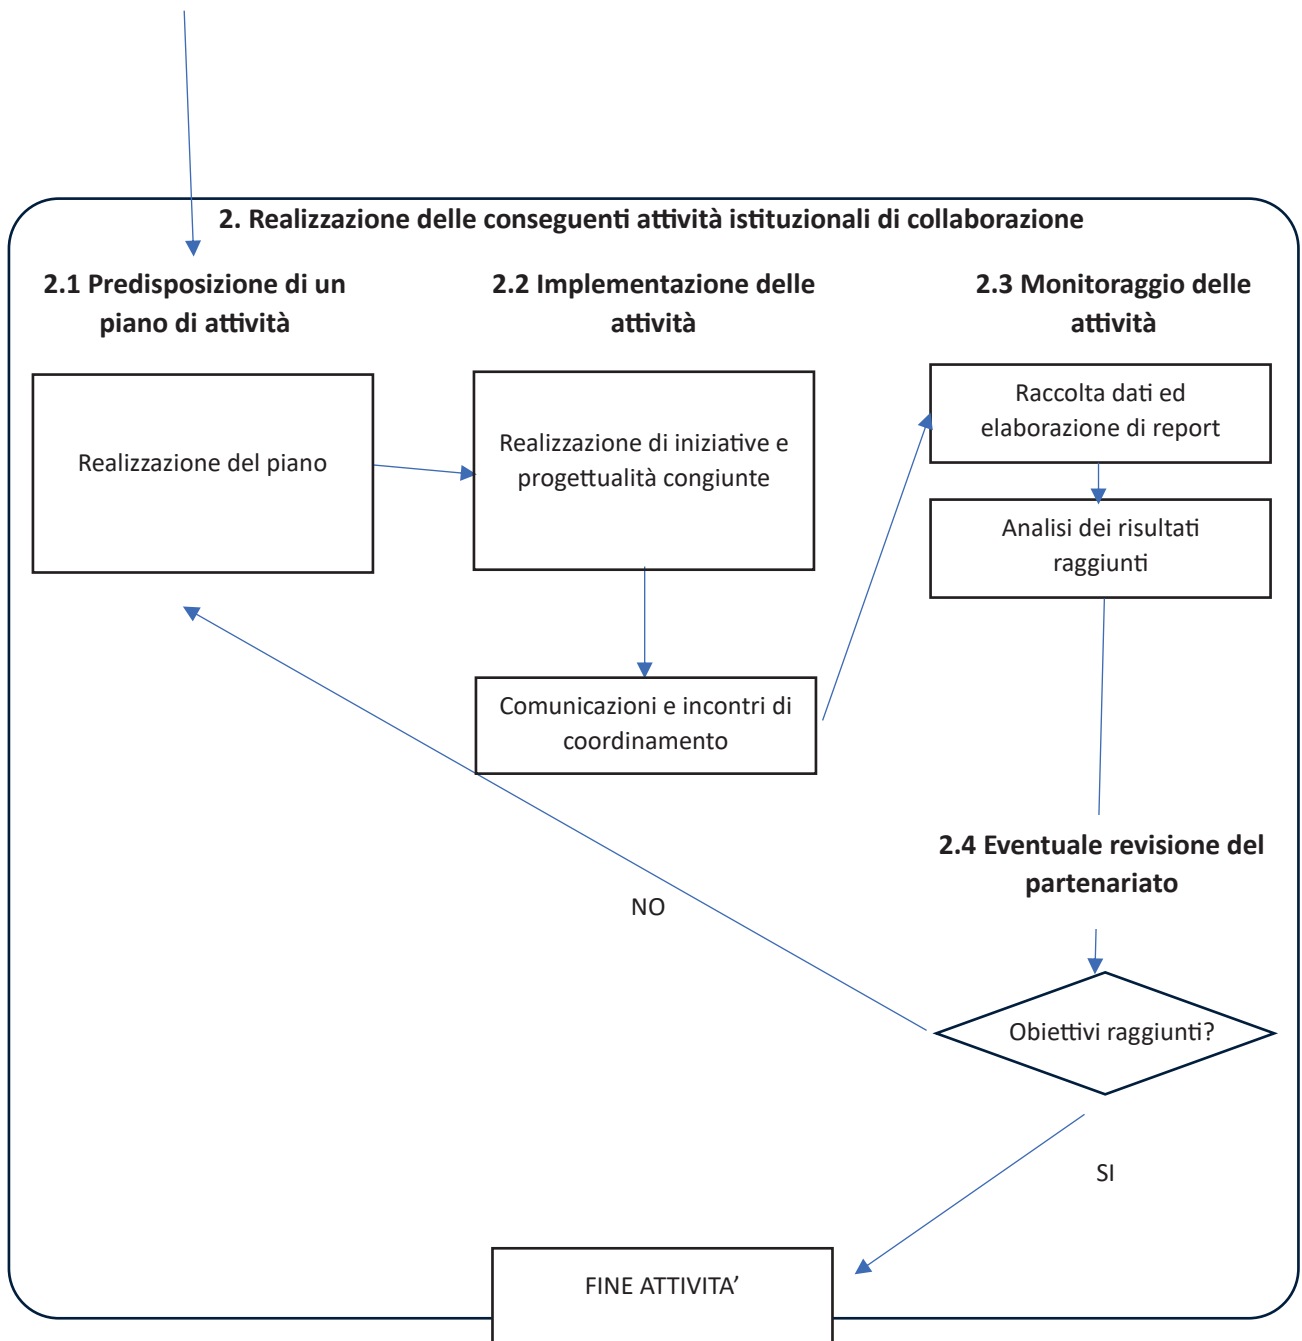 2. Realizzazione delle conseguenti attività istituzionali di collaborazione
2.1 Predisposizione di un
piano di attività
Realizzazione del piano
2.2 Implementazione delle
attività
Realizzazione di iniziative e
progettualità congiunte
Comunicazioni e incontri di
coordinamento
2.3 Monitoraggio delle
attività
Raccolta dati ed
elaborazione di report
Analisi dei risultati
raggiunti
2.4 Eventuale revisione del
partenariato
Obiettivi raggiunti?
NO
SI
FINE ATTIVITA’